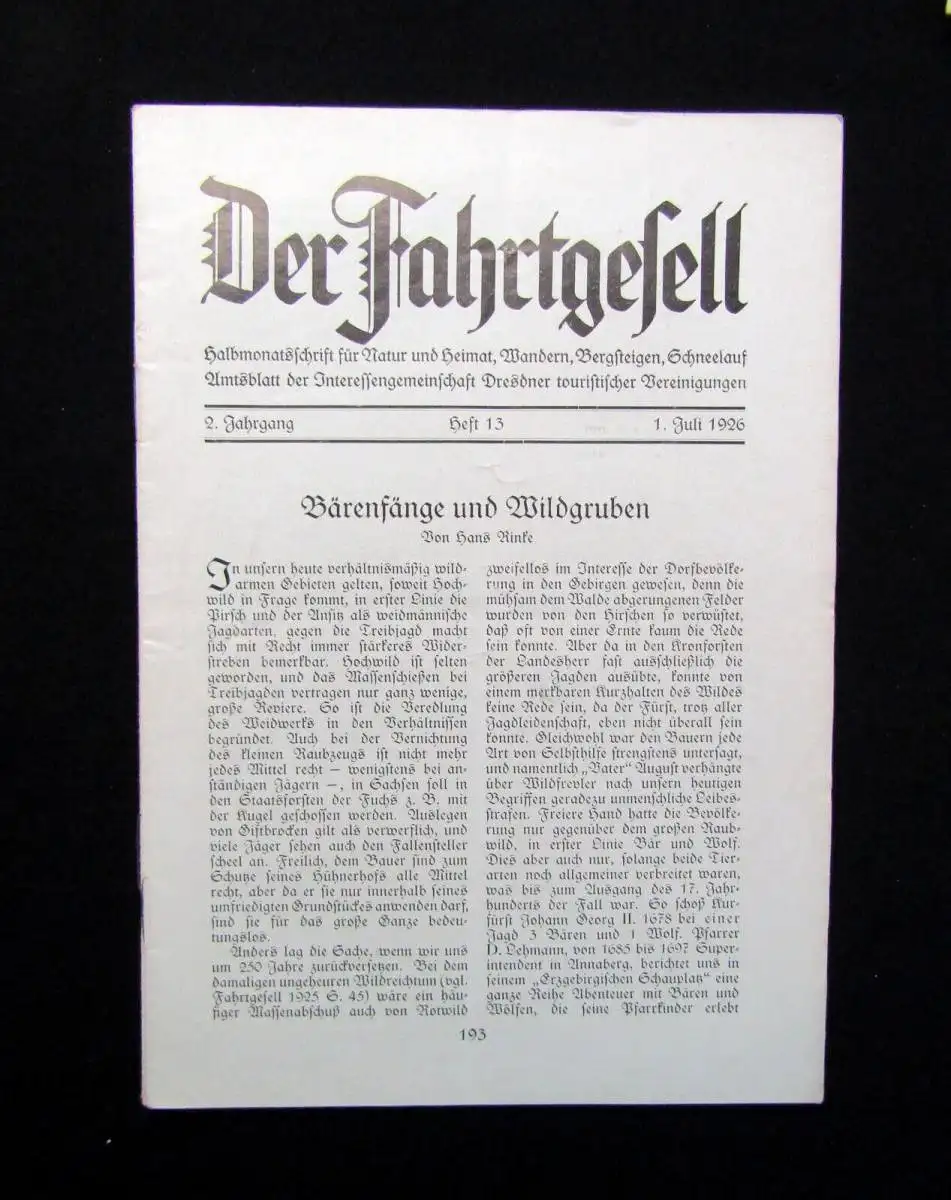 Der Fahrtgesell
Halbmonatsschrift für Natur und Heimat, Wandern, Bergsteigen, Schneelauf
Amtsblatt der Interessengemeinschaft Dresdner touristischer Vereinigungen
2. Jahrgang Heft 13 1. Juli 1926
Bärenfänge und Wildgruben
Von Hans Rinke
In unsern heute verhältnismäßig wild-
armen Gebieten gelten, soweit Hoch-
wild in Frage kommt, in erster Linie die
Pirsch und der Ansitz als weidmännische
Jagdarten, gegen die Treibjagd macht
sich mit Recht immer stärkeres Wider-
streben bemerkbar. Hochwild ist selten
geworden, und das Massenschießen bei
Treibjagden vertragen nur ganz wenige,
große Reviere. So ist die Veredlung
des Weidwerks in den Verhältnissen
begründet. Auch bei der Vernichtung
des kleinen Raubzeugs ist nicht mehr
jedes Mittel recht — wenigstens bei an-
ständigen Jägern —, in Sachsen soll in
den Staatsforsten der Fuchs z. B. mit
der Kugel geschossen werden. Auslegen
von Giftbrocken gilt als verwerflich, und
viele Jäger sehen auch den Fallensteller
scheel an. Freilich, dem Bauer sind zum
Schutze seines Hühnerhofs alle Mittel
recht, aber da er sie nur innerhalb seines
umfriedigten Grundstückes anwenden darf,
sind sie für das große Ganze bedeu-
tungslos.
Anders lag die Sache, wenn wir uns
um 250 Jahre zurückversetzen. Bei dem
damaligen ungeheuren Wildreichtum (vgl.
Fahrtgesell 1925 S. 45) wäre ein häu-
figer Massenabschuß auch von Rotwild
zweifellos im Interesse der Dorfbevölke-
rung in den Gebirgen gewesen, denn die
mühsam dem Walde abgerungenen Felder
wurden von den Hirschen so verwüstet,
daß oft von einer Ernte kaum die Rede
sein konnte. Aber da in den Kronforsten
der Landesherr fast ausschließlich die
größeren Jagden ausübte, konnte von
einem merkbaren Kurzhalten des Wildes
keine Rede sein, da der Fürst, trotz aller
Jagdleidenschaft, eben nicht überall sein
konnte. Gleichwohl war den Bauern jede
Art von Selbsthilfe strengstens untersagt,
und namentlich „Vater“ August verhängte
über Wildfrevler nach unsern heutigen
Begriffen geradezu unmenschliche Leibes-
strafen. Freiere Hand hatte die Bevölke-
rung nur gegenüber dem großen Raub-
wild, in erster Linie Bär und Wolf.
Dies aber auch nur, solange beide Tier-
arten noch allgemeiner verbreitet waren,
was bis zum Ausgang des 17. Jahr-
hunderts der Fall war. So schoß Kur-
fürst Johann Georg II. 1678 bei einer
Jagd 3 Bären und 1 Wolf. Pfarrer
D. Lehmann, von 1685 bis 1697 Super-
intendent in Annaberg, berichtet uns in
seinem „Erzgebirgischen Schauplatz“ eine
ganze Reihe Abenteuer mit Bären und
Wölfen, die seine Pfarrkinder erlebt
193